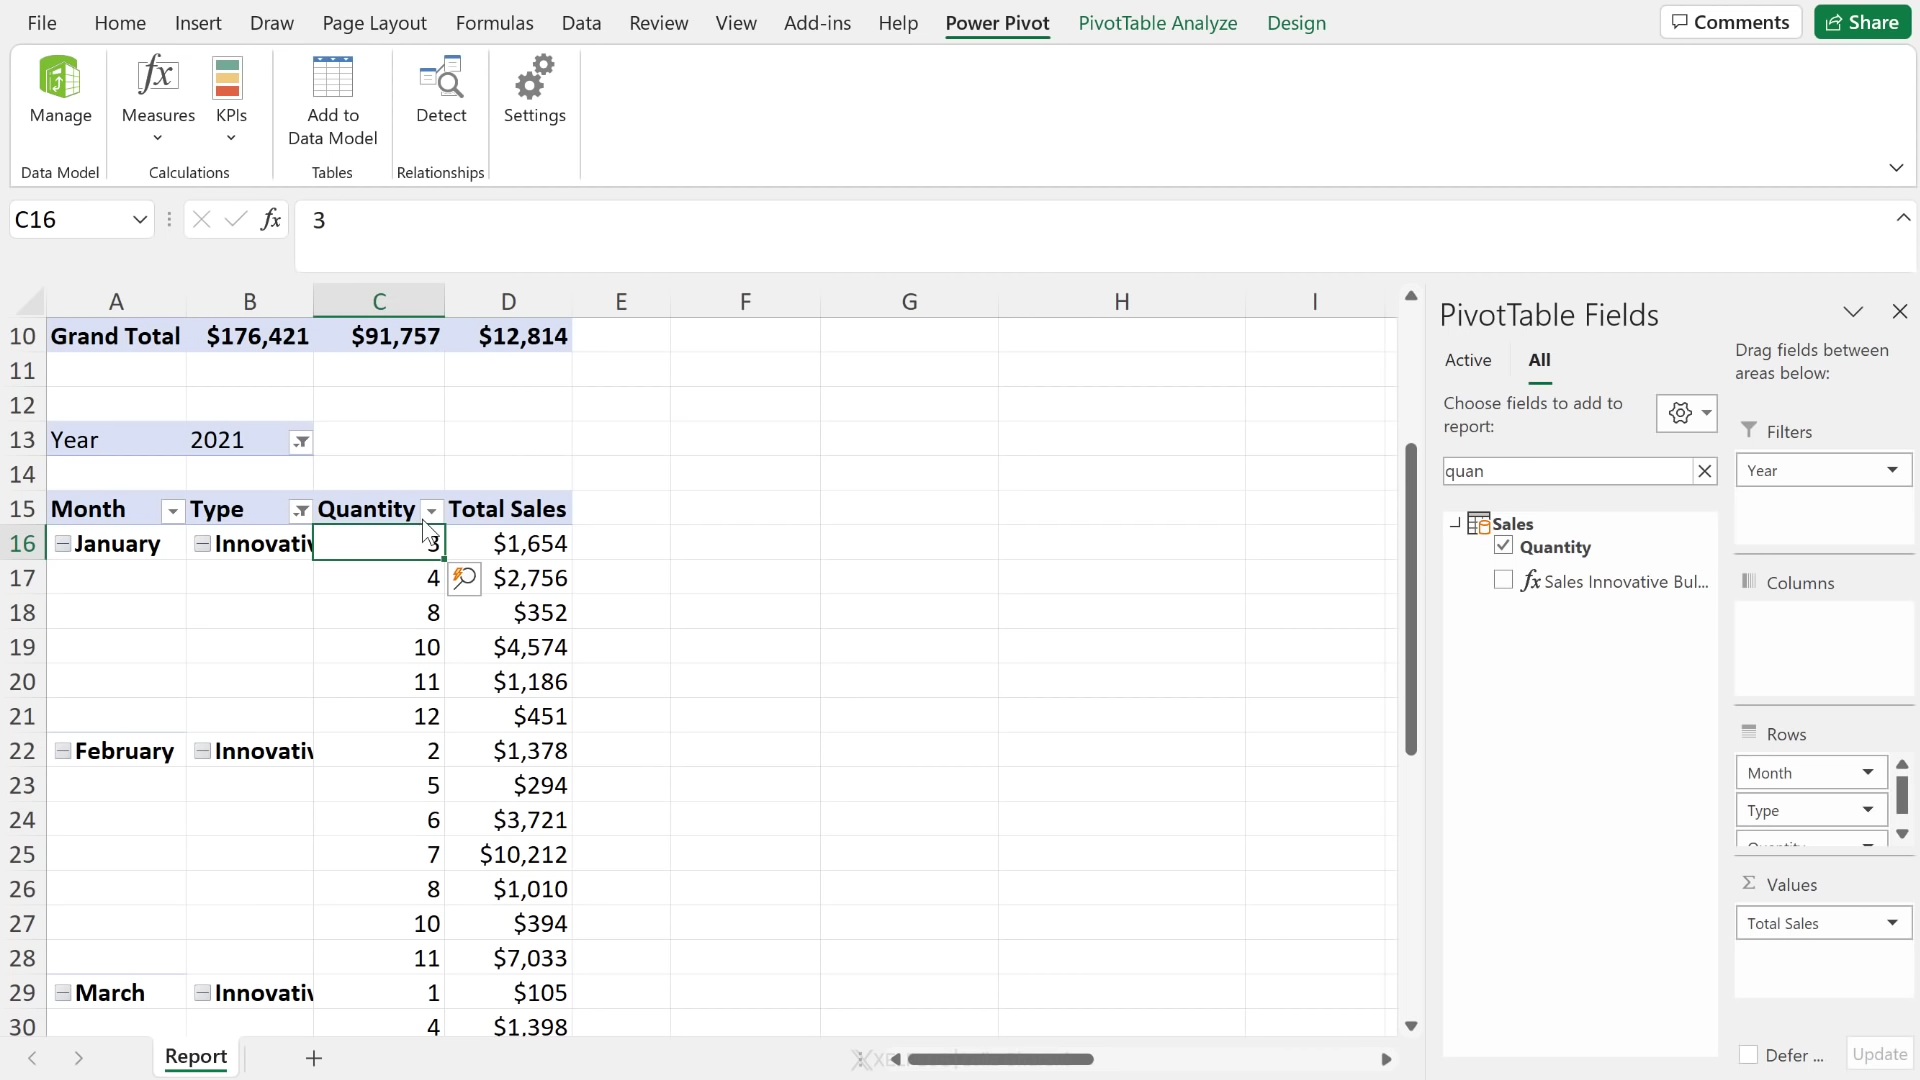 File Home Insert Draw Page Layout Formulas Data Review View Add-ins Help Power Pivot PivotTable Analyze Design Comments Share
Manage
Measures
KPIs
Add to
Data Model
Detect
Settings
Data Model Calculations Tables Relationships
C16 fx 3
A B C D E F G H I
10 Grand Total $176,421 $91,757 $12,814
11
12
13 Year 2021
14
15 Month Type Quantity Total Sales
16 January Innovativ 3 $1,654
17 4 $2,756
18 8 $352
19 10 $4,574
20 11 $1,186
21 12 $451
22 February Innovativ 2 $1,378
23 5 $294
24 6 $3,721
25 7 $10,212
26 8 $1,010
27 10 $394
28 11 $7,033
29 March Innovativ 1 $105
30 4 $1,398
Report
PivotTable Fields
Active All
Choose fields to add to
report:
quan
Sales
Quantity
fx Sales Innovative Bul...
Drag fields between
areas below:
Filters
Year
Columns
Rows
Month
Type
Quantity
Σ Values
Total Sales
Defer ... Update